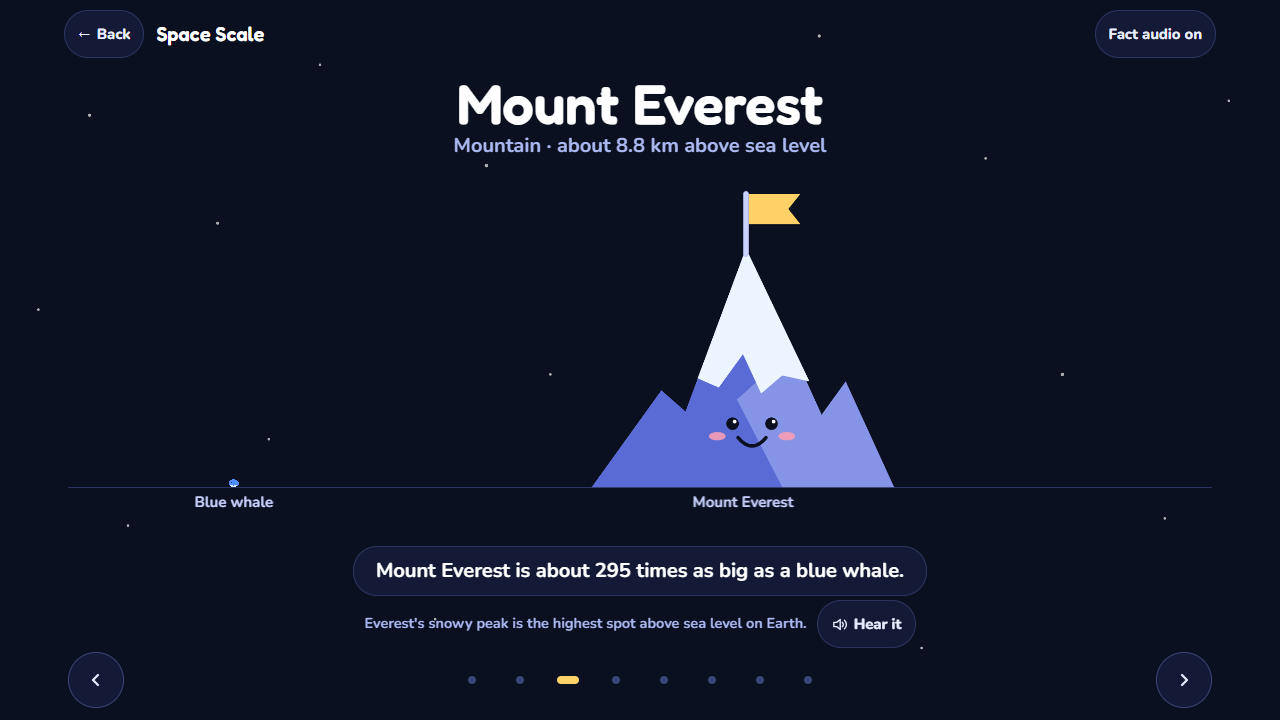 ← Back
Space Scale
Fact audio on
Mount Everest
Mountain · about 8.8 km above sea level
Blue whale
Mount Everest
Mount Everest is about 295 times as big as a blue whale.
Everest's snowy peak is the highest spot above sea level on Earth.
Hear it